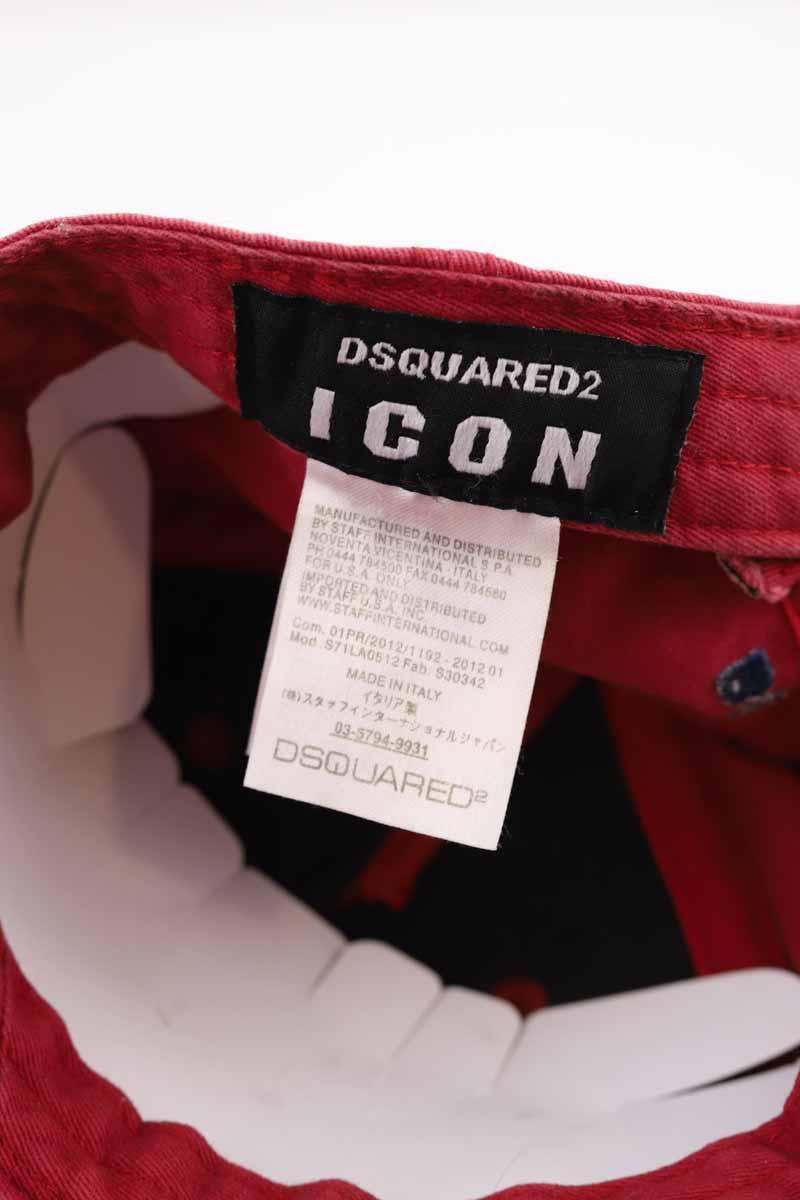 DSQUARED2
ICON
MANUFACTURED AND DISTRIBUTED
BY STAFF INTERNATIONAL S.P.A.
NOVENTA VICENTINA - ITALY
PH 0444 784500 FAX 0444 784560
FOR U.S.A. ONLY
IMPORTED AND DISTRIBUTED
BY STAFF U.S.A. INC.
WWW.STAFFINTERNATIONAL.COM
Com. 01PR/2012/1192 - 2012 01
Mod. S71LA0512 Fab. S30342
MADE IN ITALY
イタリア製
(株)スタッフインターナショナルジャパン
03-5794-9931
DSQUARED2